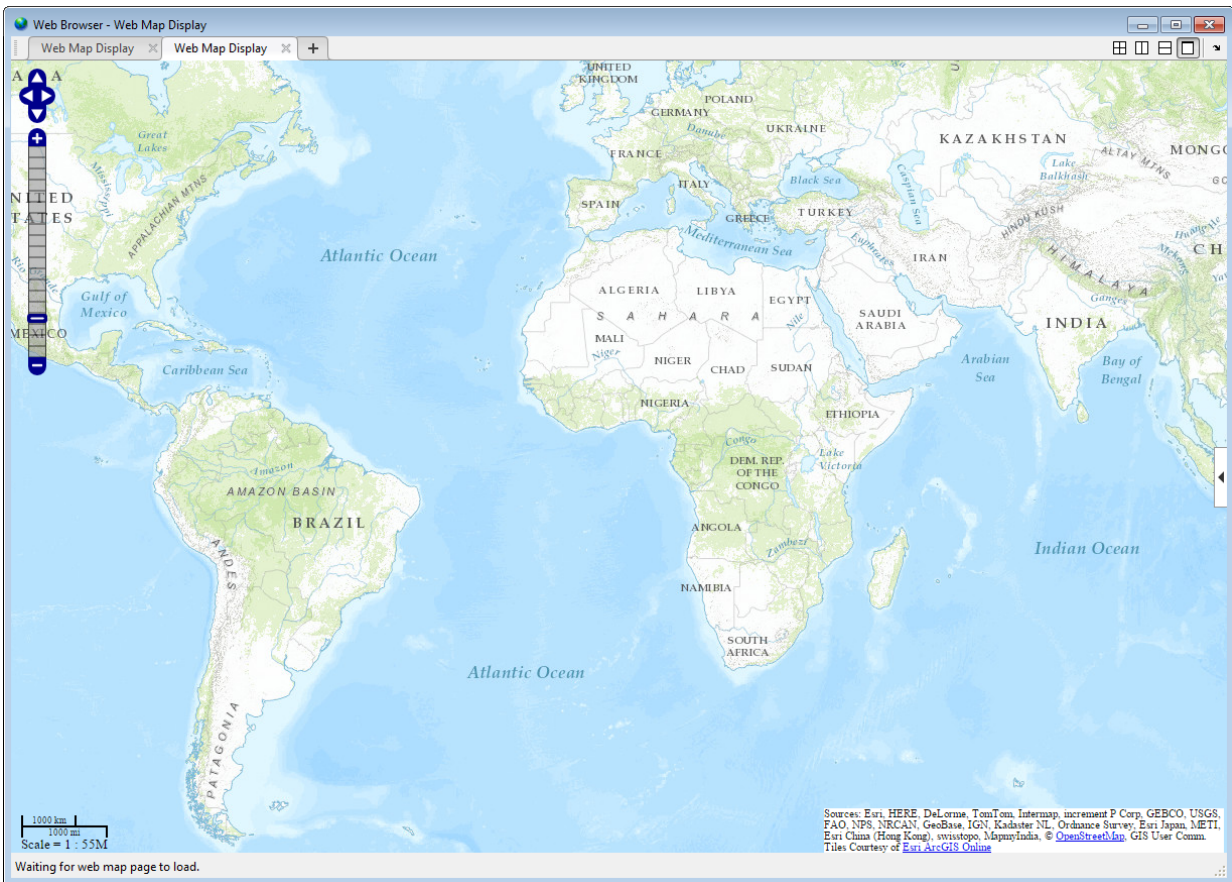 Web Browser - Web Map Display
Web Map Display
Web Map Display
UNITED
KINGDOM
POLAND
GERMANY
Danube
UKRAINE
FRANCE
KAZAKHSTAN
ALTAY MTNS
Lake
Balkhash
Great
Lakes
Mississippi
APPALACHIAN MTNS
ITALY
Black Sea
Caspian Sea
SPAIN
GREECE
TURKEY
HINDU KUSH
Mediterranean Sea
Euphrates
Atlantic Ocean
IRAN
HIMALAYA
Mekong
Gulf of
Mexico
MEXICO
ALGERIA
LIBYA
EGYPT
Nile
SAHARA
SAUDI
ARABIA
Ganges
INDIA
MALI
Niger
NIGER
CHAD
SUDAN
Arabian
Sea
Bay of
Bengal
Caribbean Sea
NIGERIA
ETHIOPIA
Congo
Lake
Victoria
DEM. REP.
OF THE
CONGO
Amazon
AMAZON BASIN
BRAZIL
ANGOLA
Zambezi
ANDES
Indian Ocean
NAMIBIA
SOUTH
AFRICA
Atlantic Ocean
PATAGONIA
1000 km
1000 mi
Scale = 1 : 55M
Sources: Esri, HERE, DeLorme, TomTom, Intermap, increment P Corp, GEBCO, USGS,
FAO, NPS, NRCAN, GeoBase, IGN, Kadaster NL, Ordnance Survey, Esri Japan, METI,
Esri China (Hong Kong), swisstopo, MapmyIndia, © OpenStreetMap, GIS User Comm.
Tiles Courtesy of Esri ArcGIS Online
Waiting for web map page to load.